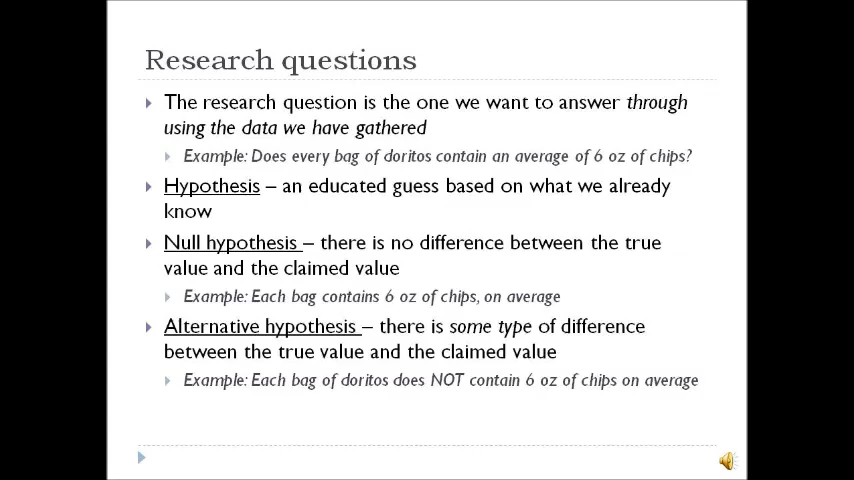 Research questions
The research question is the one we want to answer through
using the data we have gathered
Example: Does every bag of doritos contain an average of 6 oz of chips?
Hypothesis – an educated guess based on what we already
know
Null hypothesis – there is no difference between the true
value and the claimed value
Example: Each bag contains 6 oz of chips, on average
Alternative hypothesis – there is some type of difference
between the true value and the claimed value
Example: Each bag of doritos does NOT contain 6 oz of chips on average